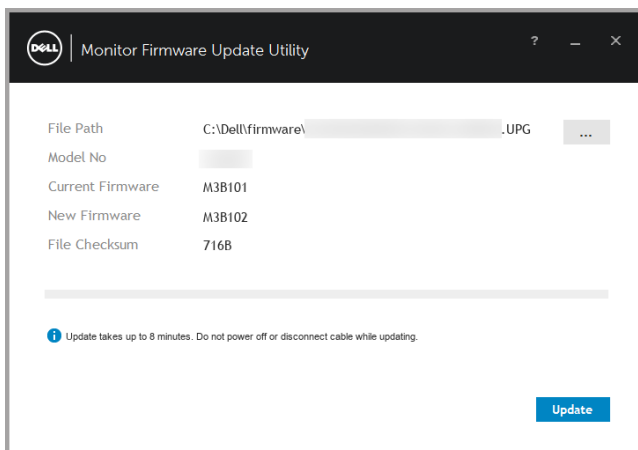 DELL Monitor Firmware Update Utility ? _ ×
File Path C:\Dell\firmware\ .UPG ...
Model No
Current Firmware M3B101
New Firmware M3B102
File Checksum 716B
Update takes up to 8 minutes. Do not power off or disconnect cable while updating.
Update